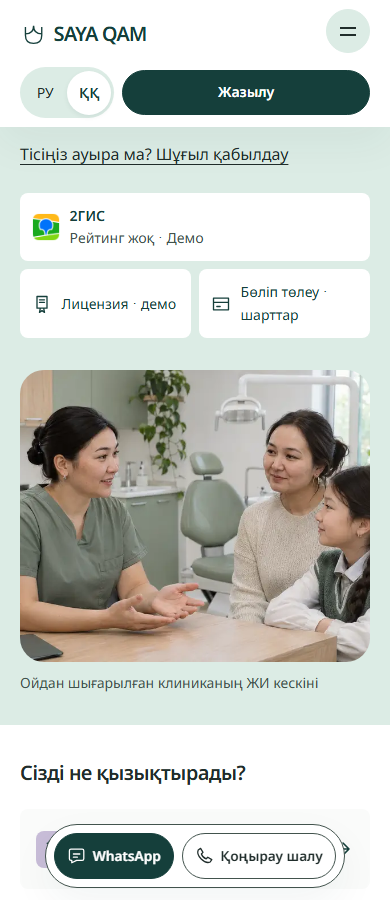 SAYA QAM
РУ
ҚҚ
Жазылу
Тісіңіз ауыра ма? Шұғыл қабылдау
2ГИС
Рейтинг жоқ · Демо
Лицензия · демо
Бөліп төлеу ·
шарттар
Ойдан шығарылған клиниканың ЖИ кескіні
Сізді не қызықтырады?
WhatsApp
Қоңырау шалу